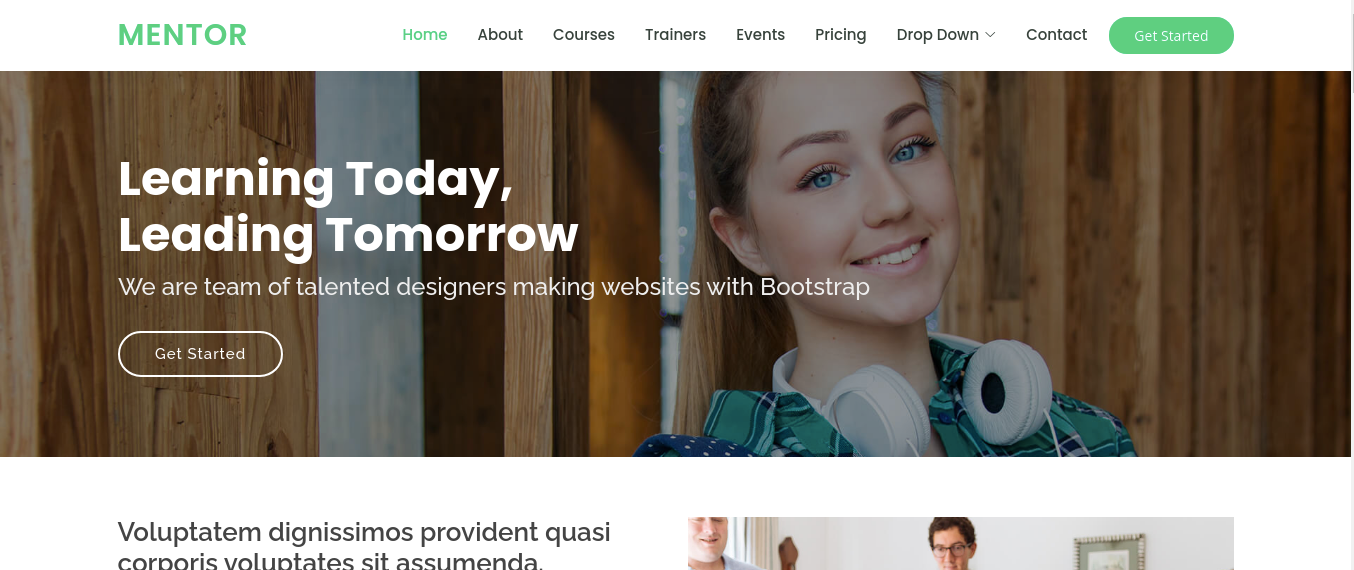 MENTOR
Home About Courses Trainers Events Pricing Drop Down Contact Get Started
Learning Today,
Leading Tomorrow
We are team of talented designers making websites with Bootstrap
Get Started
Voluptatem dignissimos provident quasi
corporis voluptates sit assumenda.